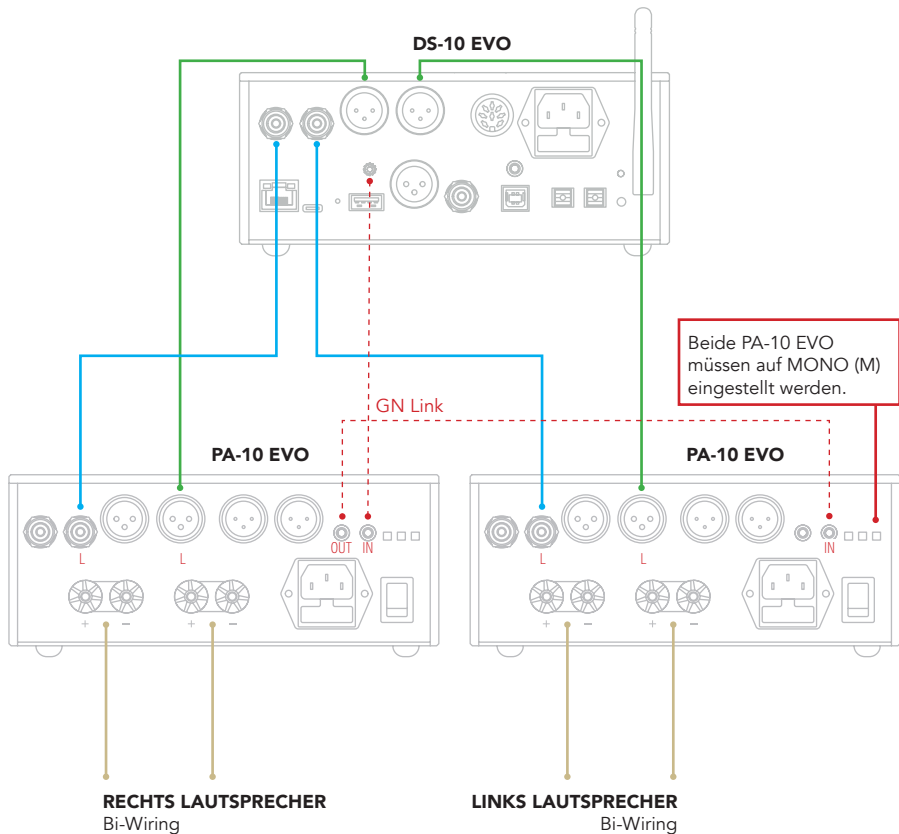 DS-10 EVO
Beide PA-10 EVO
müssen auf MONO (M)
eingestellt werden.
GN Link
PA-10 EVO
PA-10 EVO
L
L
OUT
IN
L
L
IN
+
–
+
–
+
–
+
–
RECHTS LAUTSPRECHER
Bi-Wiring
LINKS LAUTSPRECHER
Bi-Wiring